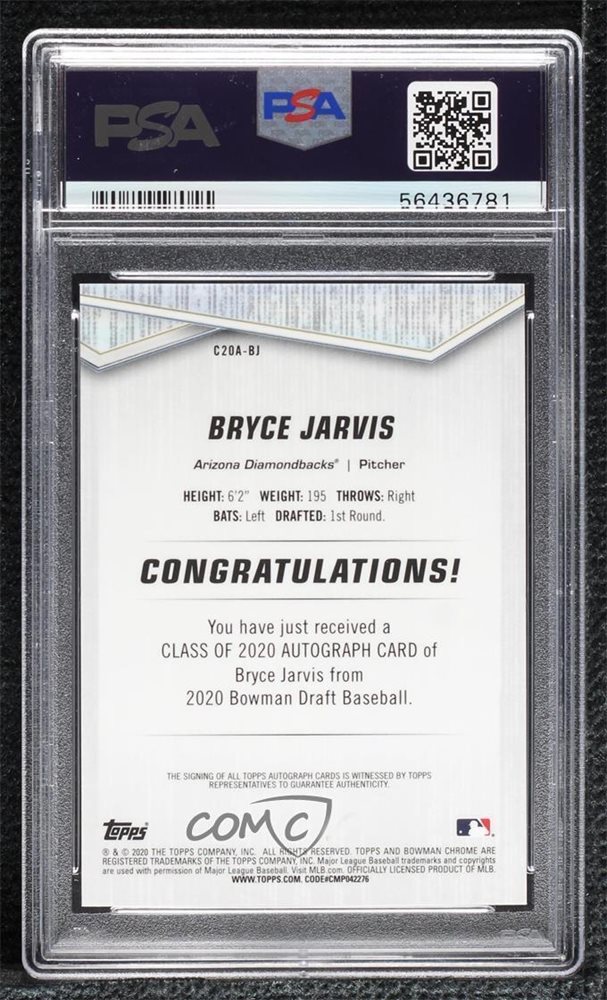 PSA
PSA
56436781
C20A-BJ
BRYCE JARVIS
Arizona Diamondbacks® | Pitcher
HEIGHT: 6'2" WEIGHT: 195 THROWS: Right
BATS: Left DRAFTED: 1st Round.
CONGRATULATIONS!
You have just received a
CLASS OF 2020 AUTOGRAPH CARD of
Bryce Jarvis from
2020 Bowman Draft Baseball.
THE SIGNING OF ALL TOPPS AUTOGRAPH CARDS IS WITNESSED BY TOPPS
REPRESENTATIVES TO GUARANTEE AUTHENTICITY.
topps
COMC
® & © 2020 THE TOPPS COMPANY, INC. ALL RIGHTS RESERVED. TOPPS AND BOWMAN CHROME ARE
REGISTERED TRADEMARKS OF THE TOPPS COMPANY, INC. Major League Baseball trademarks and copyrights
are used with permission of Major League Baseball. Visit MLB.com. OFFICIALLY LICENSED PRODUCT OF MLB.
WWW.TOPPS.COM. CODE#CMP042276